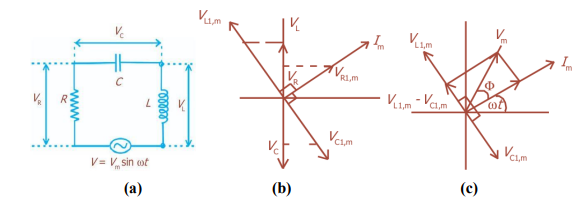 V_C
V_R
R
C
L
V_L
V = V_m sin ωt
(a)
V_L1,m
V_L
I_m
V_R
V_R1,m
V_C
V_C1,m
(b)
V_L1,m
V_m
I_m
Φ
ωt
V_L1,m - V_C1,m
V_C1,m
(c)